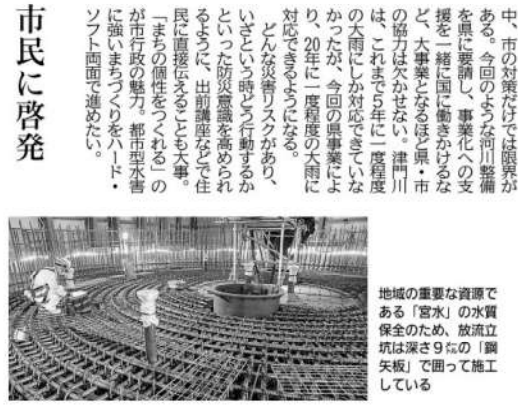 市民に啓発
中、市の対策だけでは限界が
ある。今回のような河川整備
を県に要請し、事業化への支
援を一緒に国に働きかけるな
ど、大事業となるほど県・市
の協力は欠かせない。津門川
は、これまで5年に一度程度
の大雨にしか対応できていな
かったが、今回の県事業によ
り、20年に一度程度の大雨に
対応できるようになる。
どんな災害リスクがあり、
いざという時どう行動するか
といった防災意識を高められ
るように、出前講座などで住
民に直接伝えることも大事。
「まちの個性をつくれる」の
が市行政の魅力。都市型水害
に強いまちづくりをハード・
ソフト両面で進めたい。
地域の重要な資源で
ある「宮水」の水質
保全のため、放流立
坑は深さ9㍍の「鋼
矢板」で囲って施工
している